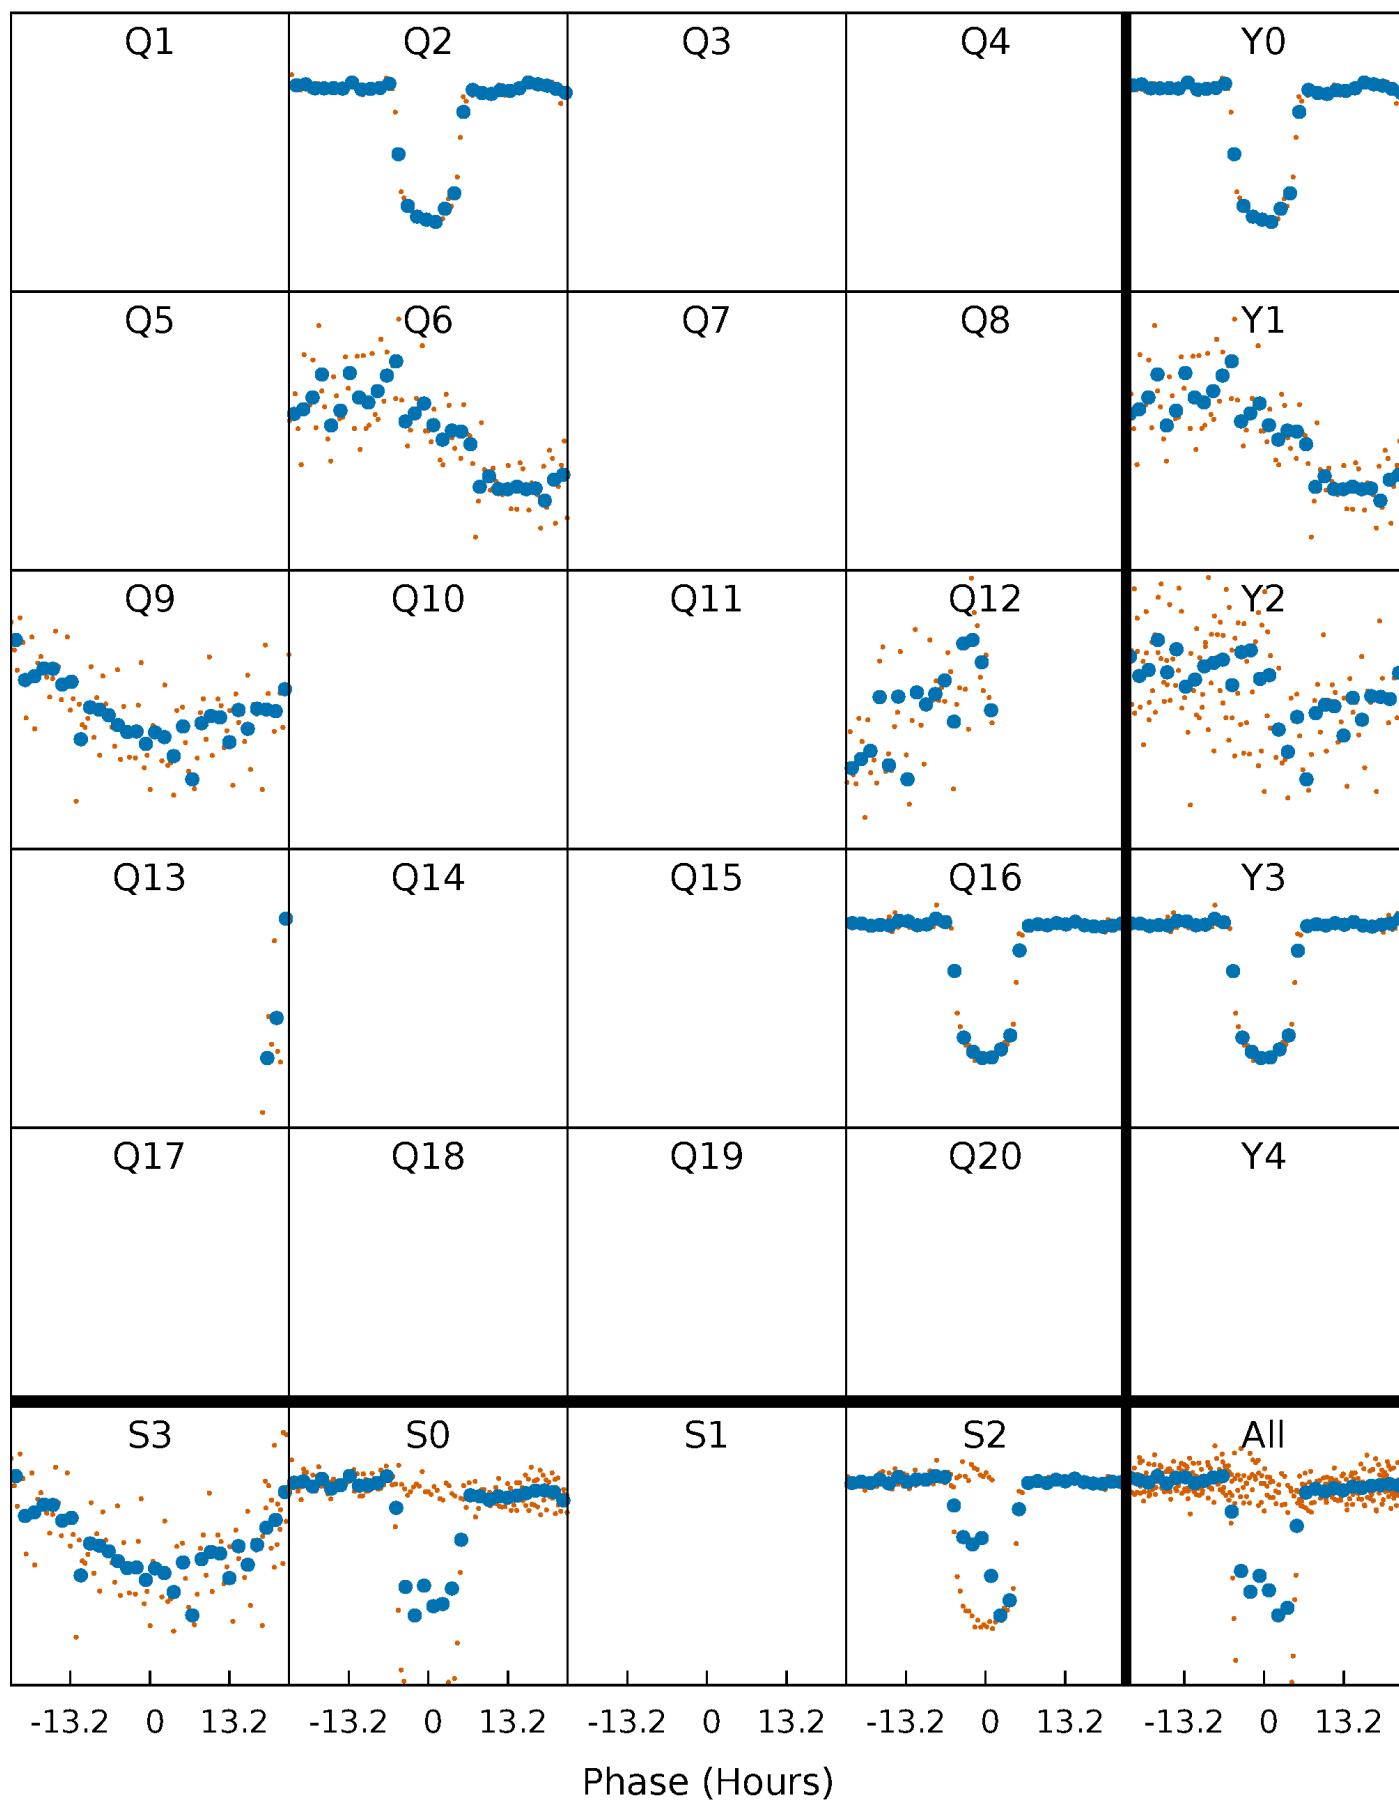 Q1 Q2 Q3 Q4 Y0
Q5 Q6 Q7 Q8 Y1
Q9 Q10 Q11 Q12 Y2
Q13 Q14 Q15 Q16 Y3
Q17 Q18 Q19 Q20 Y4
S3 S0 S1 S2 All
-13.2 0 13.2 -13.2 0 13.2 -13.2 0 13.2 -13.2 0 13.2 -13.2 0 13.2
Phase (Hours)